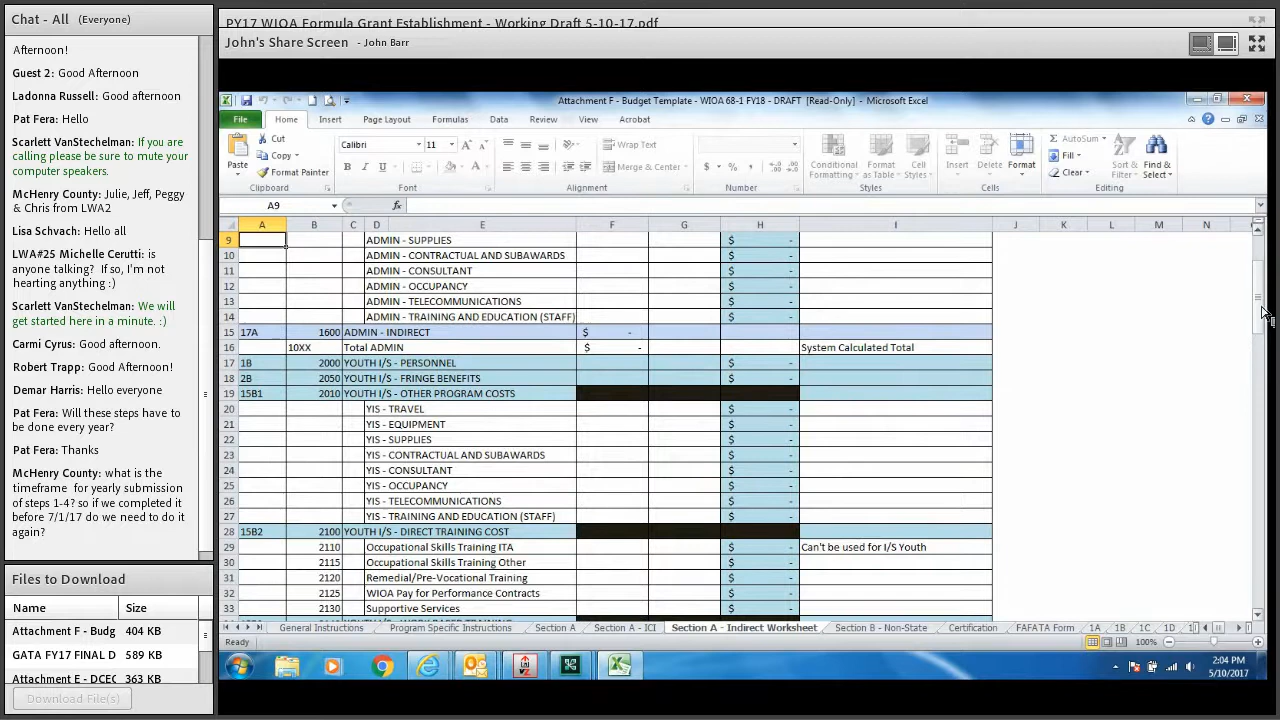 Chat - All (Everyone)
Afternoon!
Guest 2: Good Afternoon
Ladonna Russell: Good afternoon
Pat Fera: Hello
Scarlett VanStechelman: If you are
calling please be sure to mute your
computer speakers.
McHenry County: Julie, Jeff, Peggy
& Chris from LWA2
Lisa Schvach: Hello all
LWA#25 Michelle Cerutti: is
anyone talking? If so, I'm not
hearting anything :)
Scarlett VanStechelman: We will
get started here in a minute. :)
Carmi Cyrus: Good afternoon.
Robert Trapp: Good Afternoon!
Demar Harris: Hello everyone
Pat Fera: Will these steps have to
be done every year?
Pat Fera: Thanks
McHenry County: what is the
timeframe for yearly submission
of steps 1-4? so if we completed it
before 7/1/17 do we need to do it
again?
Files to Download
Name Size
Attachment F - Budg 404 KB
GATA FY17 FINAL D 589 KB
Attachment E - DCEC 363 KB
Download File(s)
PY17 WIOA Formula Grant Establishment - Working Draft 5-10-17.pdf
John's Share Screen - John Barr
Attachment F - Budget Template - WIOA 68-1 FY18 - DRAFT [Read-Only] - Microsoft Excel
File Home Insert Page Layout Formulas Data Review View Acrobat
Paste Cut Copy Format Painter Clipboard
Calibri 11 B I U Font
Wrap Text Merge & Center Alignment
$ % , Number
Conditional Formatting Format as Table Cell Styles Styles
Insert Delete Format Cells
AutoSum Fill Clear Sort & Filter Find & Select Editing
A9 fx
A B C D E F G H I J K L M N
9 ADMIN - SUPPLIES $ -
10 ADMIN - CONTRACTUAL AND SUBAWARDS $ -
11 ADMIN - CONSULTANT $ -
12 ADMIN - OCCUPANCY $ -
13 ADMIN - TELECOMMUNICATIONS $ -
14 ADMIN - TRAINING AND EDUCATION (STAFF) $ -
15 17A 1600 ADMIN - INDIRECT $ -
16 10XX Total ADMIN $ - System Calculated Total
17 1B 2000 YOUTH I/S - PERSONNEL $ -
18 2B 2050 YOUTH I/S - FRINGE BENEFITS $ -
19 15B1 2010 YOUTH I/S - OTHER PROGRAM COSTS $ -
20 YIS - TRAVEL $ -
21 YIS - EQUIPMENT $ -
22 YIS - SUPPLIES $ -
23 YIS - CONTRACTUAL AND SUBAWARDS $ -
24 YIS - CONSULTANT $ -
25 YIS - OCCUPANCY $ -
26 YIS - TELECOMMUNICATIONS $ -
27 YIS - TRAINING AND EDUCATION (STAFF) $ -
28 15B2 2100 YOUTH I/S - DIRECT TRAINING COST $ -
29 2110 Occupational Skills Training ITA $ - Can't be used for I/S Youth
30 2115 Occupational Skills Training Other $ -
31 2120 Remedial/Pre-Vocational Training $ -
32 2125 WIOA Pay for Performance Contracts $ -
33 2130 Supportive Services $ -
General Instructions Program Specific Instructions Section A Section A - ICI Section A - Indirect Worksheet Section B - Non-State Certification FAFATA Form 1A 1B 1C 1D
Ready 100%
2:04 PM
5/10/2017